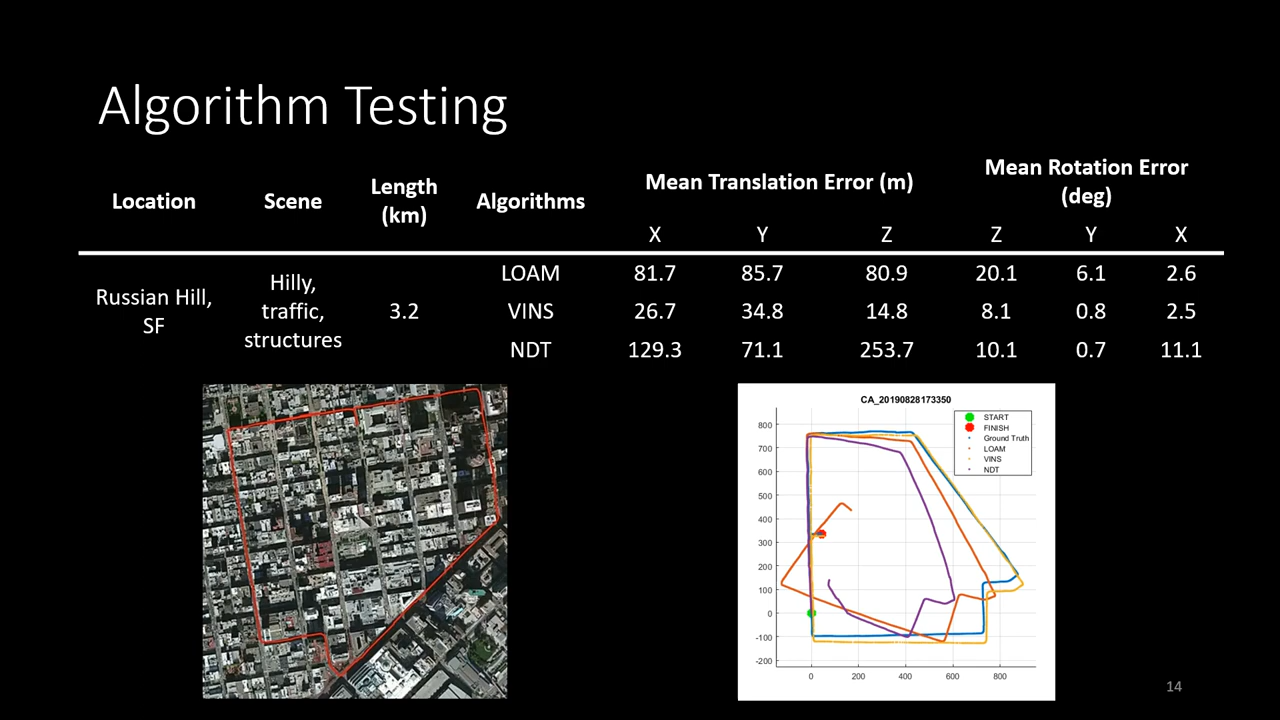 Algorithm Testing
Location
Scene
Length
(km)
Algorithms
Mean Translation Error (m)
Mean Rotation Error
(deg)
X Y Z Z Y X
Russian Hill,
SF
Hilly,
traffic,
structures
3.2
LOAM 81.7 85.7 80.9 20.1 6.1 2.6
VINS 26.7 34.8 14.8 8.1 0.8 2.5
NDT 129.3 71.1 253.7 10.1 0.7 11.1
CA_20190828173350
START
FINISH
Ground Truth
LOAM
VINS
NDT
800
700
600
500
400
300
200
100
0
-100
-200
0 200 400 600 800
14